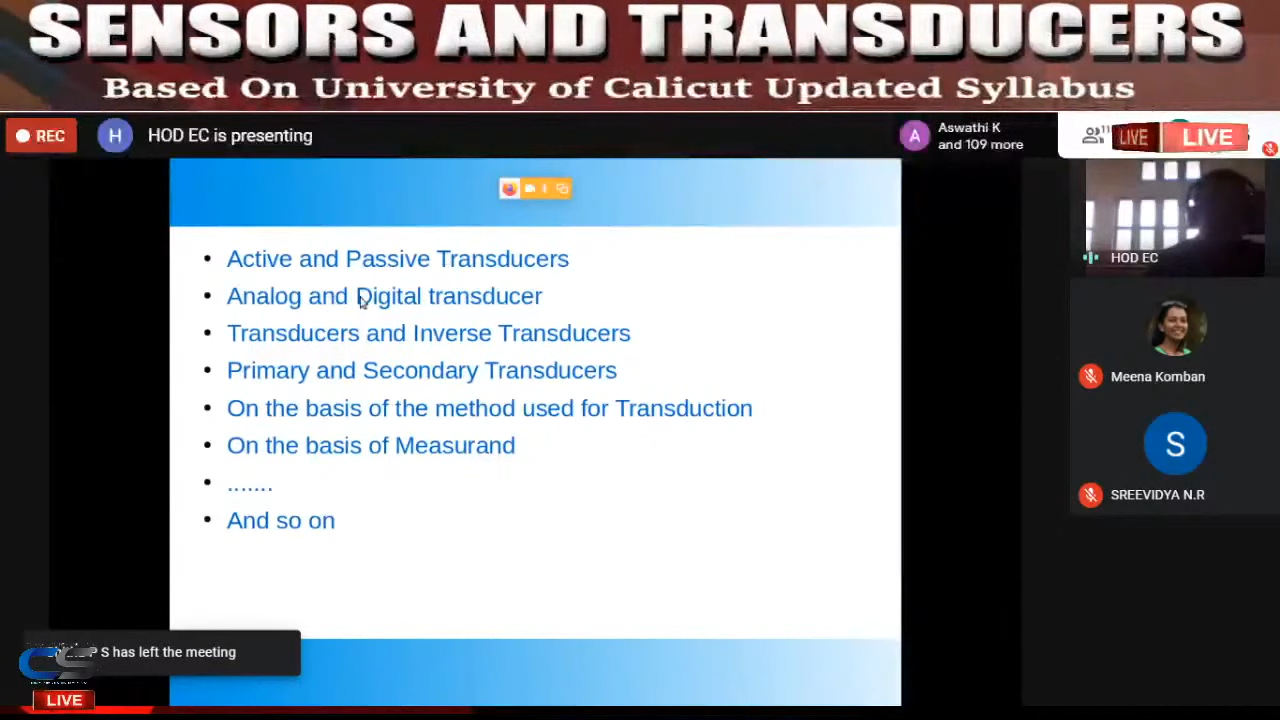 SENSORS AND TRANSDUCERS
Based On University of Calicut Updated Syllabus
REC
H
HOD EC is presenting
A
Aswathi K
and 109 more
LIVE
LIVE
Active and Passive Transducers
Analog and Digital transducer
Transducers and Inverse Transducers
Primary and Secondary Transducers
On the basis of the method used for Transduction
On the basis of Measurand
.......
And so on
HOD EC
Meena Komban
S
SREEVIDYA N.R
P S has left the meeting
CS
LIVE